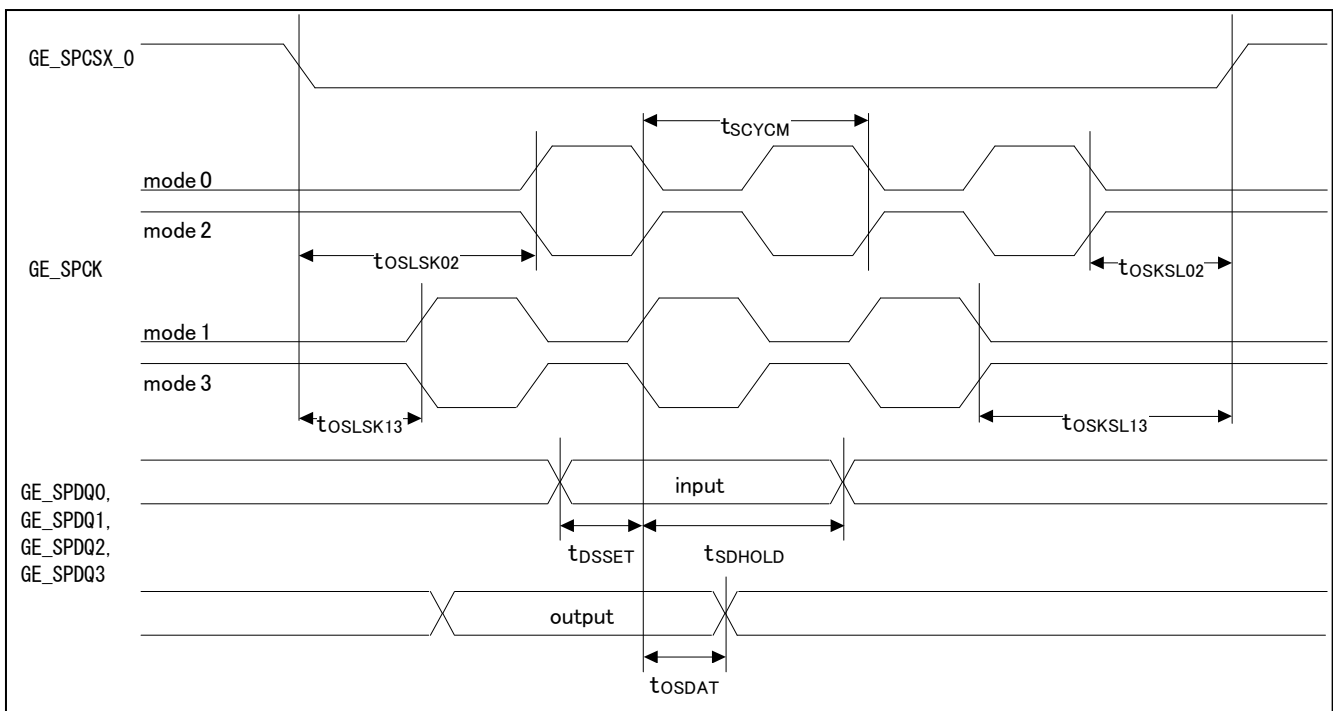 GE_SPCSX_0
tSCYCM
mode 0
mode 2
tOSLSK02
tOSKSL02
GE_SPCK
mode 1
mode 3
tOSLSK13
tOSKSL13
input
GE_SPDQ0,
GE_SPDQ1,
GE_SPDQ2,
GE_SPDQ3
tDSSET
tSDHOLD
output
tOSDAT